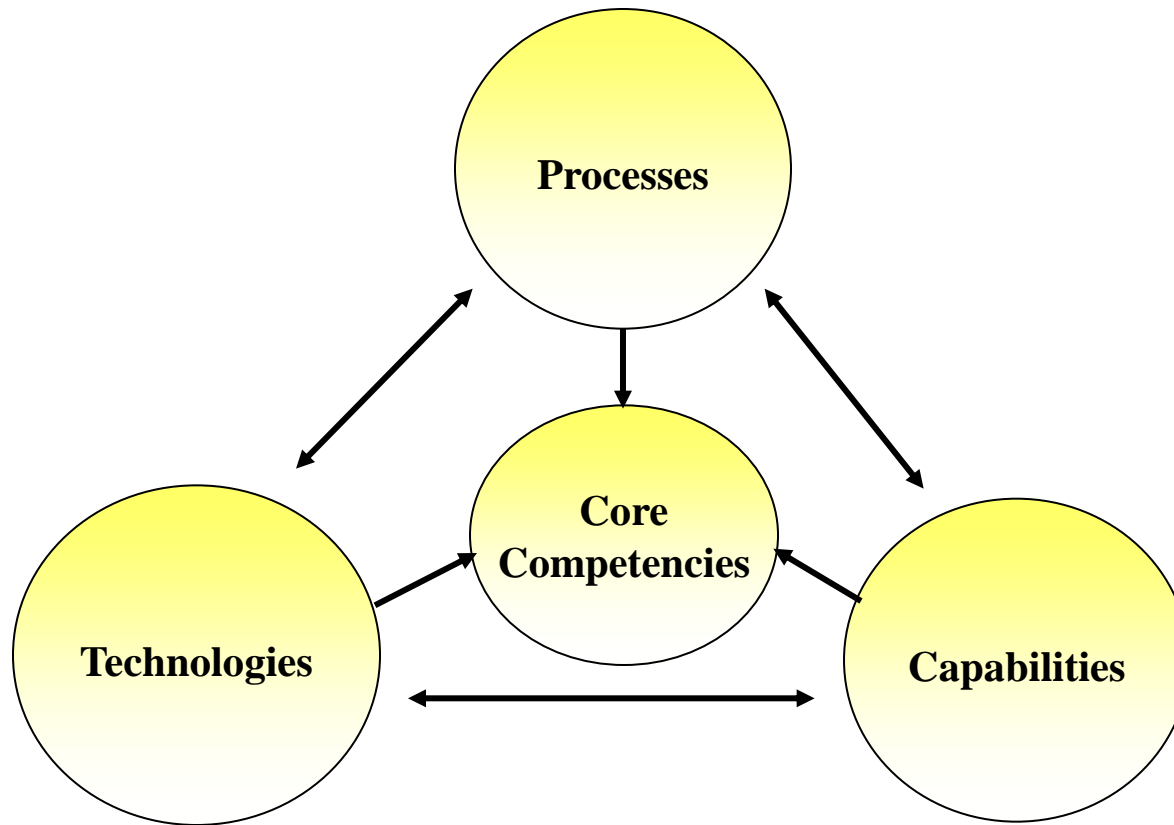 Processes
Core
Competencies
Technologies
Capabilities